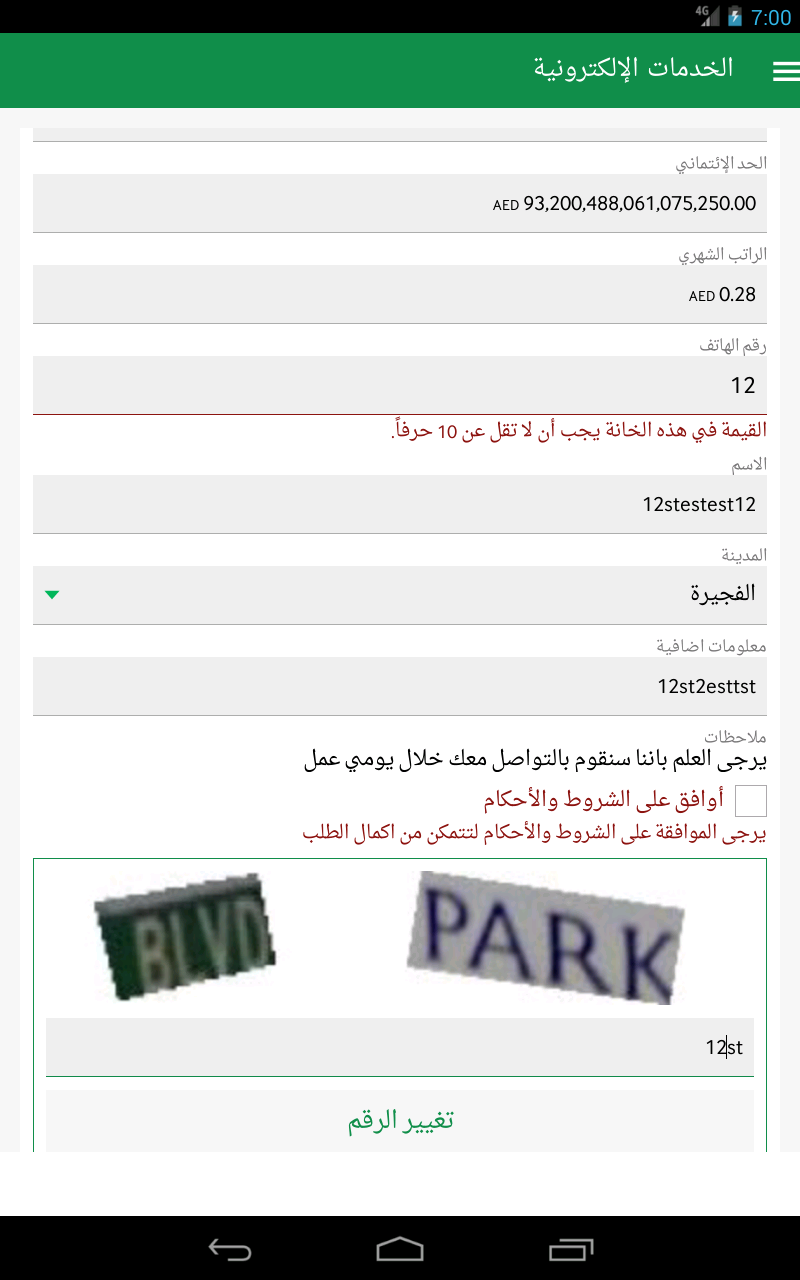 4G 7:00
الخدمات الإلكترونية
الحد الإئتماني
AED 93,200,488,061,075,250.00
الراتب الشهري
AED 0.28
رقم الهاتف
12
القيمة في هذه الخانة يجب أن لا تقل عن 10 حرفاً.
الاسم
12stestest12
المدينة
الفجيرة
معلومات اضافية
12st2esttst
ملاحظات
يرجى العلم باننا سنقوم بالتواصل معك خلال يومي عمل
أوافق على الشروط والأحكام
يرجى الموافقة على الشروط والأحكام لتتمكن من اكمال الطلب
BLVD PARK
12st
تغيير الرقم